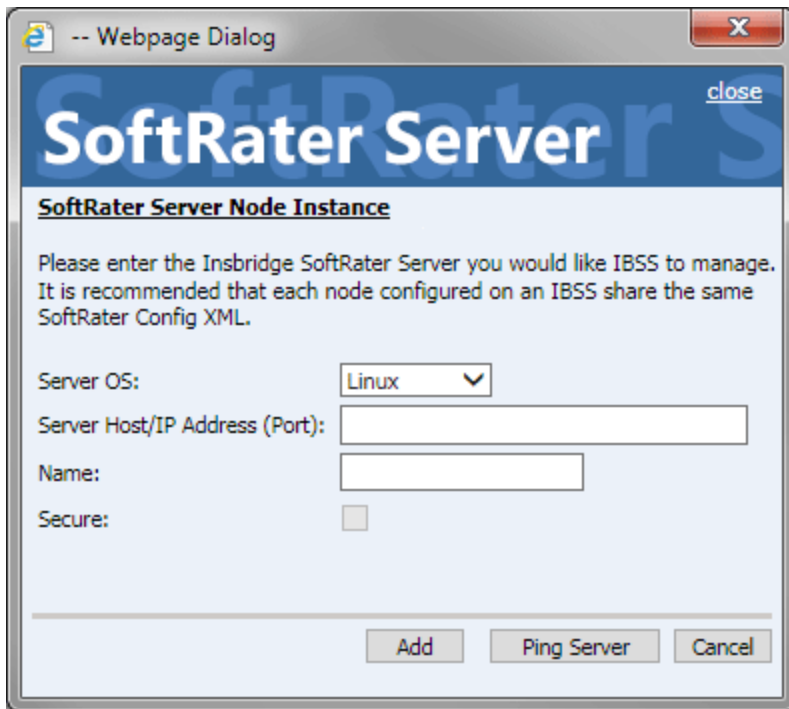 -- Webpage Dialog
X
close
SoftRater S
SoftRater Server
SoftRater Server Node Instance
Please enter the Insbridge SoftRater Server you would like IBSS to manage.
It is recommended that each node configured on an IBSS share the same
SoftRater Config XML.
Server OS:
Linux
Server Host/IP Address (Port):
Name:
Secure:
Add
Ping Server
Cancel